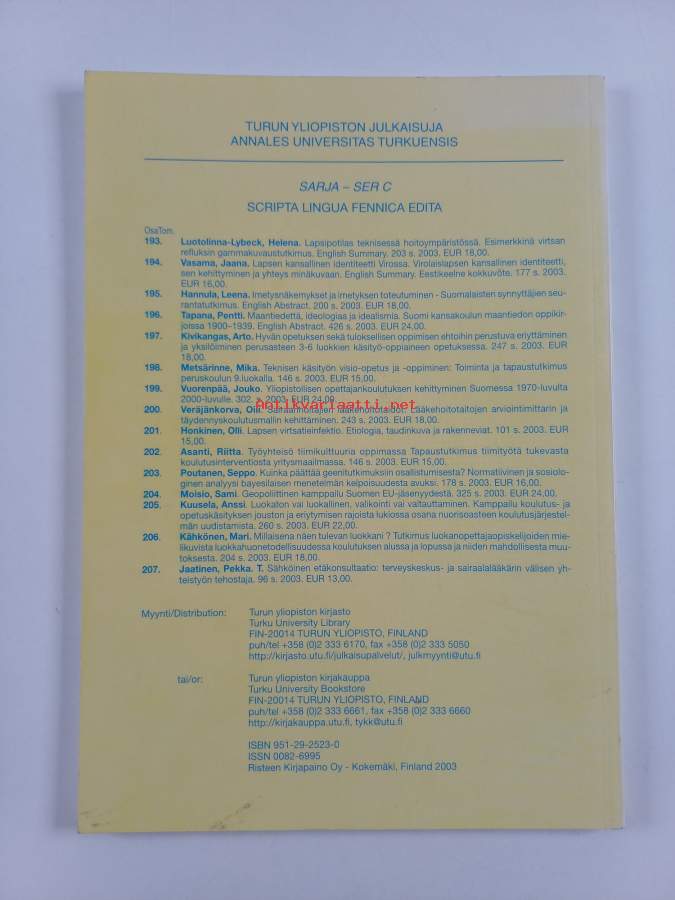 TURUN YLIOPISTON JULKAISUJA
ANNALES UNIVERSITAS TURKUENSIS
SARJA – SER C
SCRIPTA LINGUA FENNICA EDITA
Osa/Tom.
193. Luotolinna-Lybeck, Helena. Lapsipotilas teknisessä hoitoympäristössä. Esimerkkinä virtsan
refluksin gammakuvaustutkimus. English Summary. 203 s. 2003. EUR 18,00.
194. Vasama, Jaana. Lapsen kansallinen identiteetti Virossa. Virolaislapsen kansallinen identiteetti,
sen kehittyminen ja yhteys minäkuvaan. English Summary. Eestikeelne kokkuvõte. 177 s. 2003.
EUR 16,00.
195. Hannula, Leena. Imetysnäkemykset ja imetyksen toteutuminen - Suomalaisten synnyttäjien seu-
rantatutkimus. English Abstract. 200 s. 2003. EUR 18,00.
196. Tapana, Pentti. Maantiedettä, ideologiaa ja idealismia. Suomi kansakoulun maantiedon oppikir-
joissa 1900–1939. English Abstract. 426 s. 2003. EUR 24,00.
197. Kivikangas, Arto. Hyvän opetuksen sekä tuloksellisen oppimisen ehtoihin perustuva eriyttäminen
ja yksilöiminen perusasteen 3-6 luokkien käsityö-oppiaineen opetuksessa. 247 s. 2003. EUR
18,00.
198. Metsärinne, Mika. Teknisen käsityön visio-opetus ja -oppiminen: Toiminta ja tapaustutkimus
peruskoulun 9.luokalla. 146 s. 2003. EUR 15,00.
199. Vuorenpää, Jouko. Yliopistollisen opettajankoulutuksen kehittyminen Suomessa 1970-luvulta
2000-luvulle. 302. s 2003. EUR 24,00.
Antikvariaatti.net
200. Veräjänkorva, Olli. Sairaanhoitajien lääkehoitotaidot. Lääkehoitotaitojen arviointimittarin ja
täydennyskoulutusmallin kehittäminen. 243 s. 2003. EUR 18,00.
201. Honkinen, Olli. Lapsen virtsatieinfektio. Etiologia, taudinkuva ja rakenneviat. 101 s. 2003. EUR
15,00.
202. Asanti, Riitta. Työyhteisö tiimikulttuuria oppimassa Tapaustutkimus tiimityötä tukevasta
koulutusinterventiosta yritysmaailmassa. 146 s. 2003. EUR 15,00.
203. Poutanen, Seppo. Kuinka päättää geenitutkimuksiin osallistumisesta? Normatiivinen ja sosiolo-
ginen analyysi bayesilaisen menetelmän kelpoisuudesta avuksi. 178 s. 2003. EUR 16,00.
204. Moisio, Sami. Geopoliittinen kamppailu Suomen EU-jäsenyydestä. 325 s. 2003. EUR 24,00.
205. Kuusela, Anssi. Luokaton vai luokallinen, valikointi vai valtauttaminen. Kamppailu koulutus- ja
opetuskäsityksen jouston ja eriytymisen rajoista lukiossa osana nuorisoasteen koulutusjärjestel-
män uudistamista. 260 s. 2003. EUR 22,00.
206. Kähkönen, Mari. Millaisena näen tulevan luokkani ? Tutkimus luokanopettajaopiskelijoiden mie-
likuvista luokkahuonetodellisuudessa koulutuksen alussa ja lopussa ja niiden mahdollisesta muu-
toksesta. 204 s. 2003. EUR 18,00.
207. Jaatinen, Pekka. T. Sähköinen etäkonsultaatio: terveyskeskus- ja sairaalalääkärin välisen yh-
teistyön tehostaja. 96 s. 2003. EUR 13,00.
Myynti/Distribution: Turun yliopiston kirjasto
Turku University Library
FIN-20014 TURUN YLIOPISTO, FINLAND
puh/tel +358 (0)2 333 6170, fax +358 (0)2 333 5050
http://kirjasto.utu.fi/julkaisupalvelut/, julkmyynti@utu.fi
tai/or: Turun yliopiston kirjakauppa
Turku University Bookstore
FIN-20014 TURUN YLIOPISTO, FINLAND
puh/tel +358 (0)2 333 6661, fax +358 (0)2 333 6660
http://kirjakauppa.utu.fi, tykk@utu.fi
ISBN 951-29-2523-0
ISSN 0082-6995
Risteen Kirjapaino Oy - Kokemäki, Finland 2003